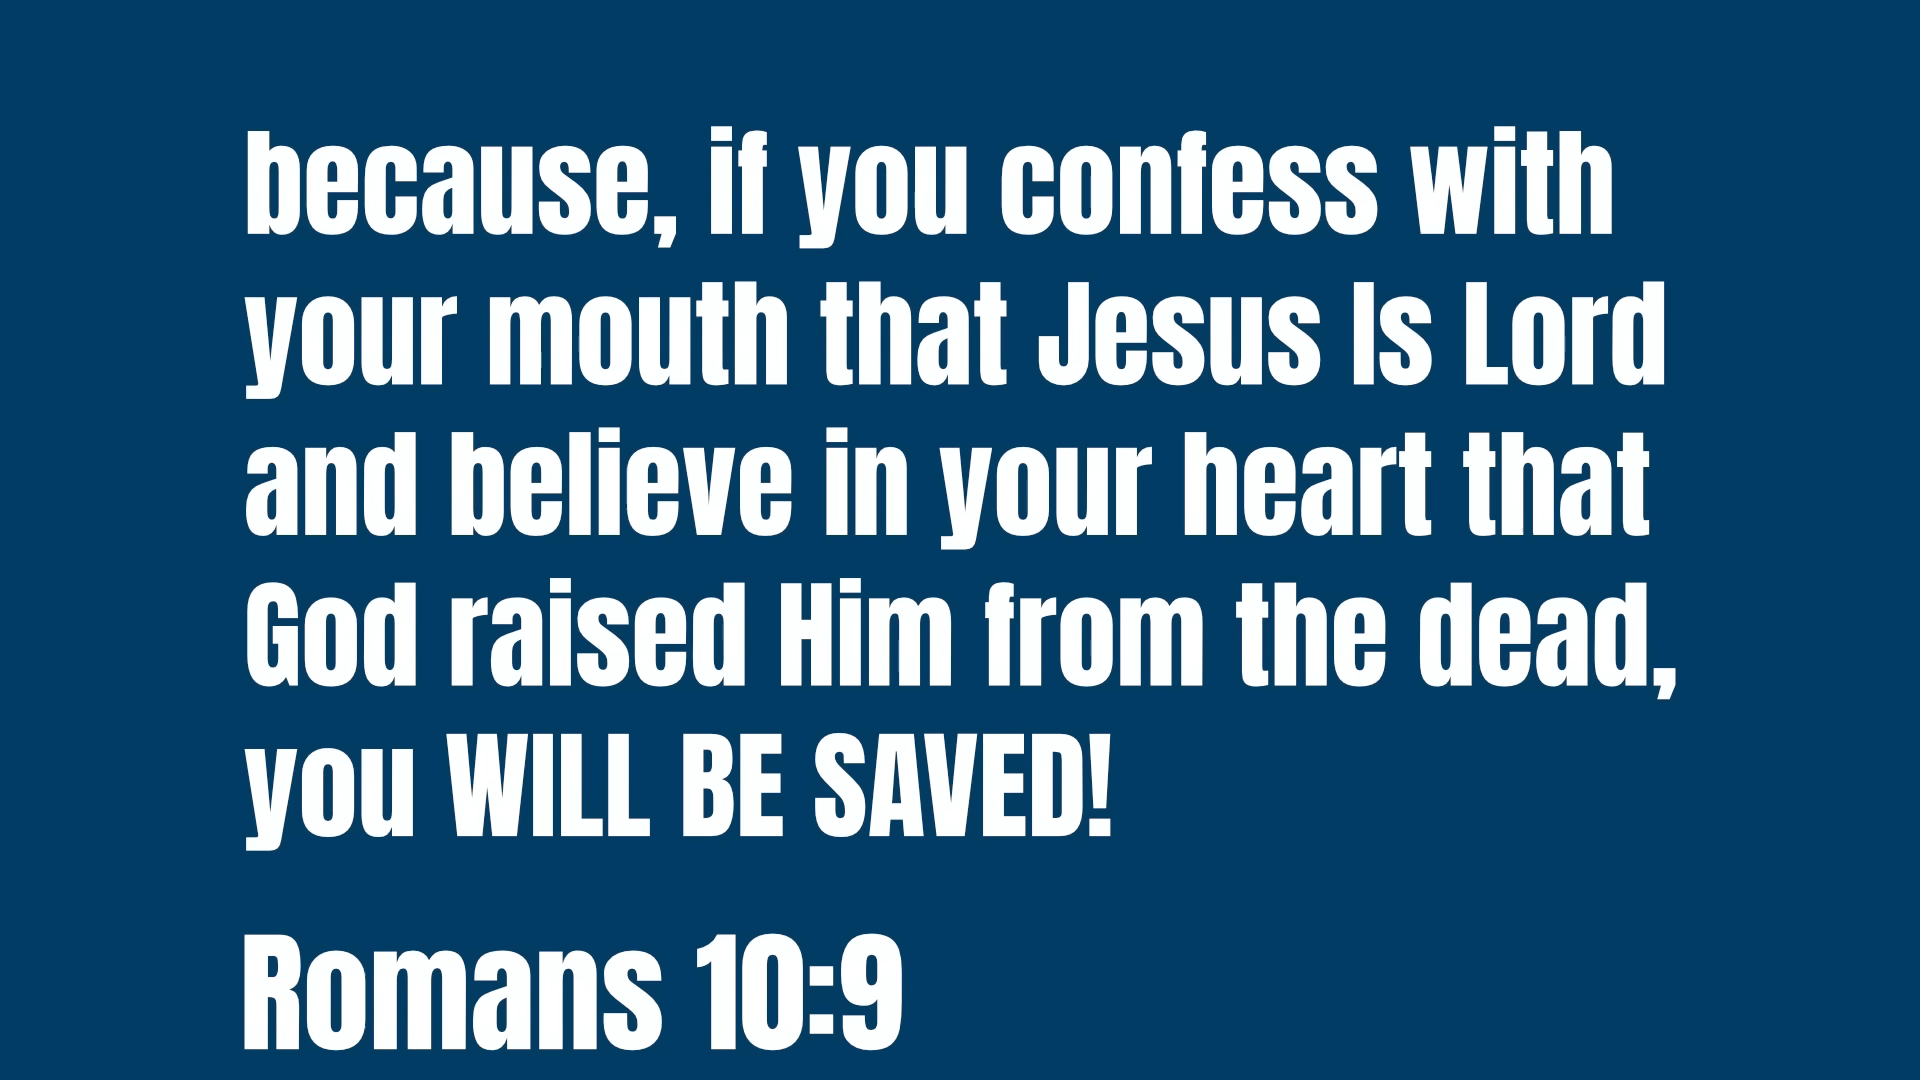 because, if you confess with
your mouth that Jesus Is Lord
and believe in your heart that
God raised Him from the dead,
you WILL BE SAVED!
Romans 10:9